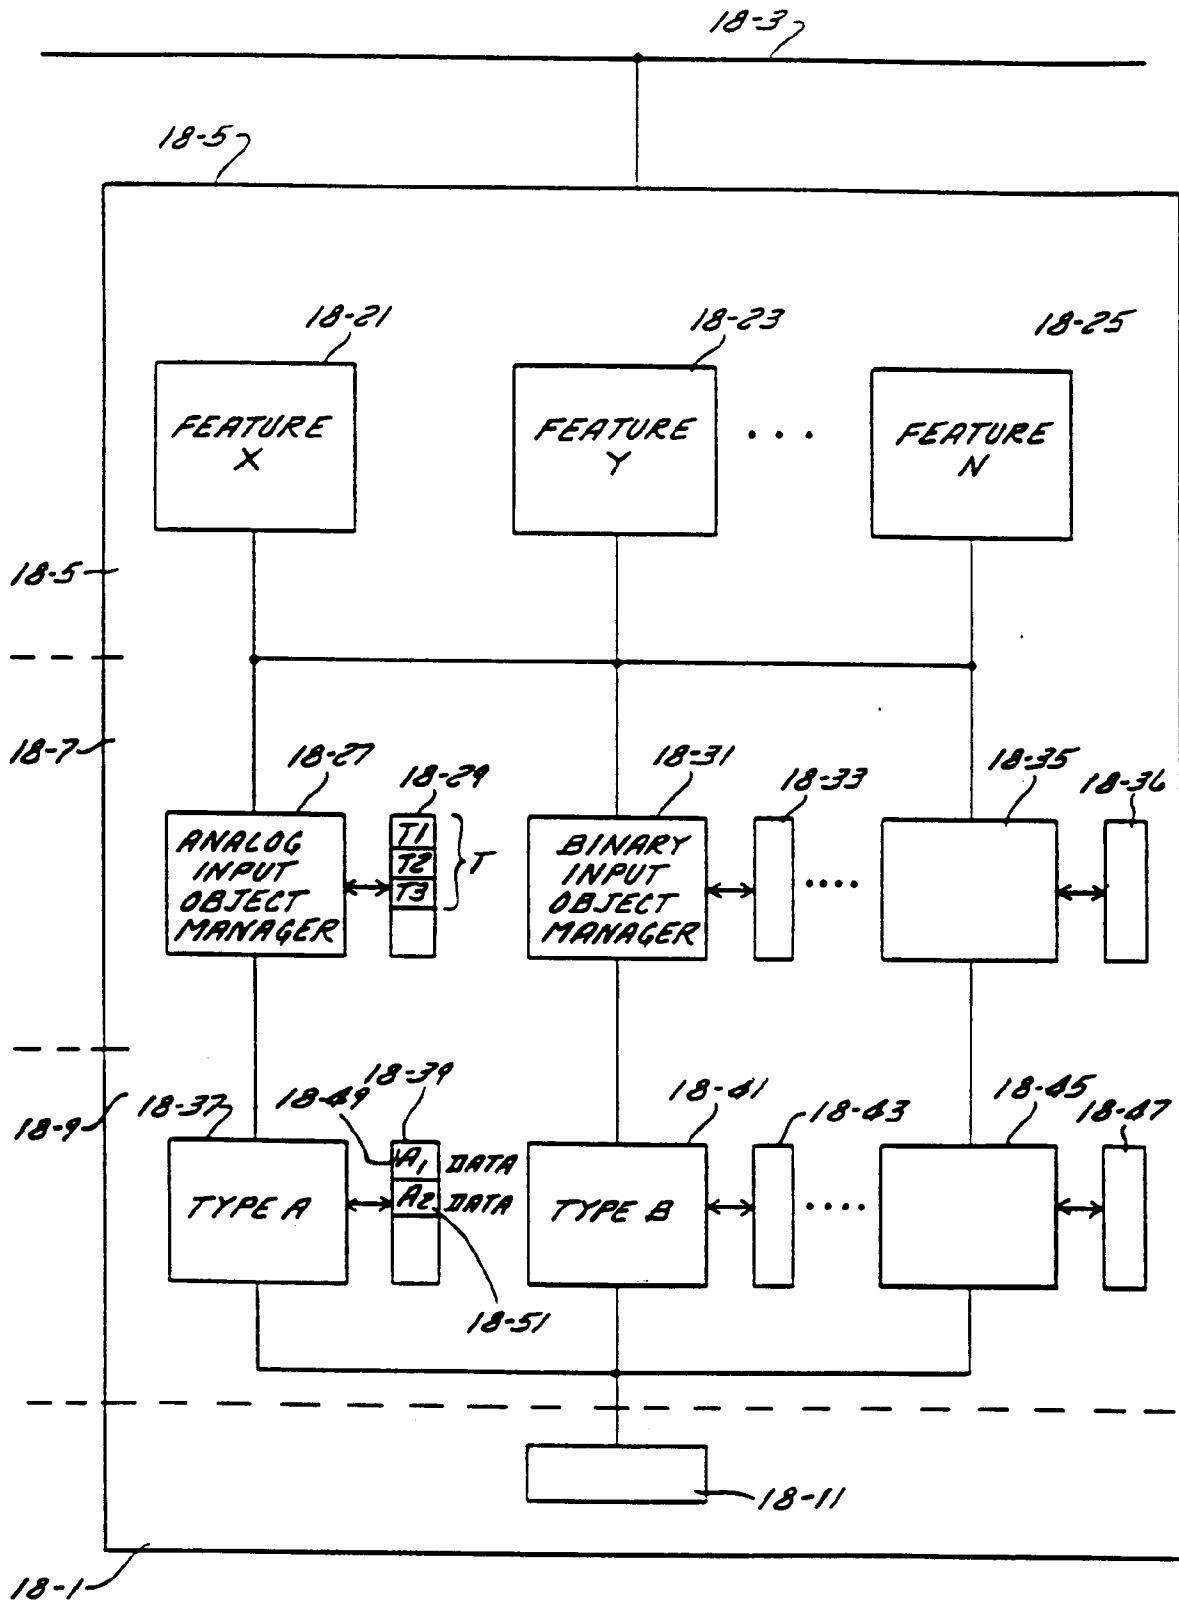 18-3
18-5
18-21
18-23
18-25
FEATURE
X
FEATURE
Y
. . .
FEATURE
N
18-5
18-7
18-27
18-29
18-31
18-33
18-35
18-36
ANALOG
INPUT
OBJECT
MANAGER
T1
T2
T3
T
BINARY
INPUT
OBJECT
MANAGER
....
18-9
18-37
18-49
18-39
18-41
18-43
18-45
18-47
TYPE A
A1 DATA
A2 DATA
TYPE B
....
18-51
18-11
18-1